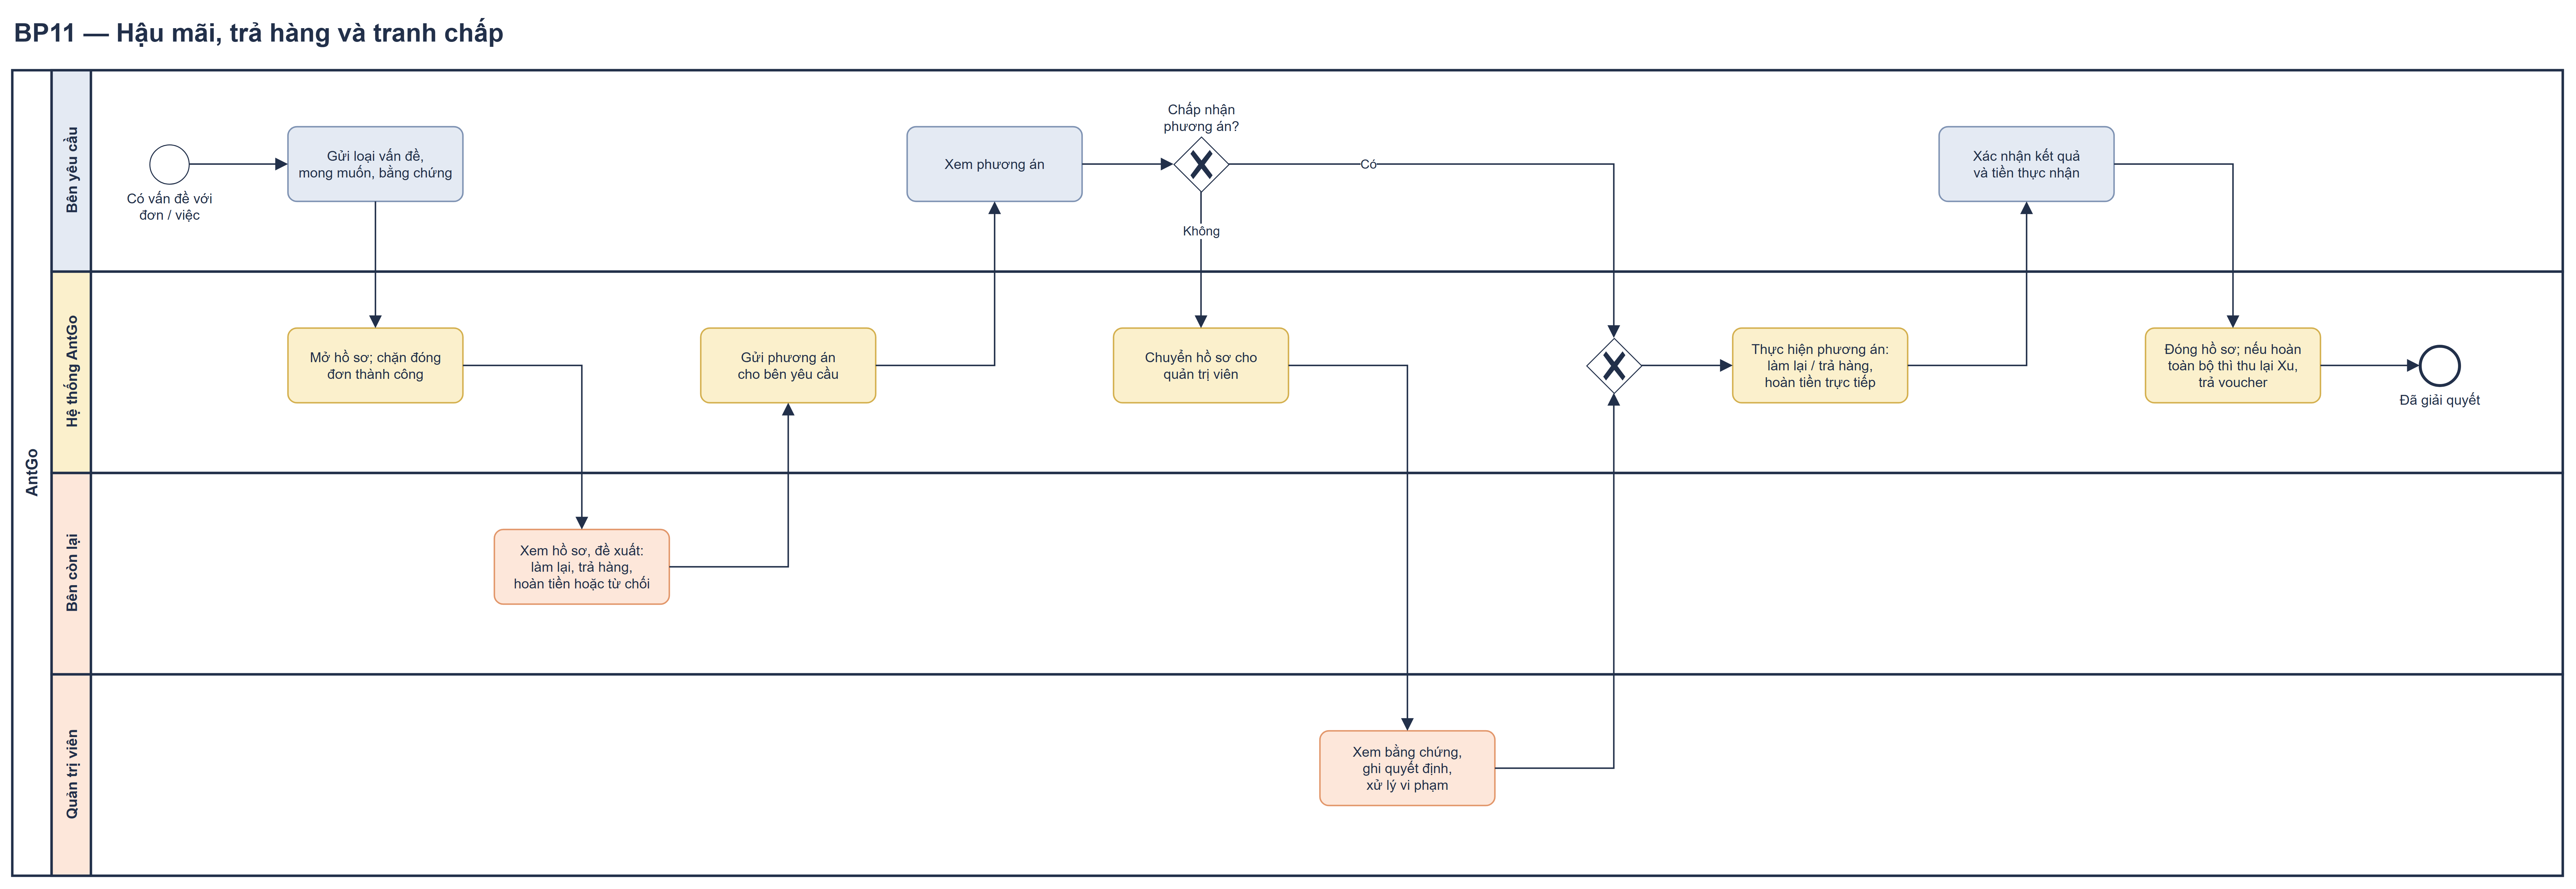 BP11 — Hậu mãi, trả hàng và tranh chấp
AntGo
Bên yêu cầu
Có vấn đề với
đơn / việc
Gửi loại vấn đề,
mong muốn, bằng chứng
Xem phương án
Chấp nhận
phương án?
Có
Không
Xác nhận kết quả
và tiền thực nhận
Hệ thống AntGo
Mở hồ sơ; chặn đóng
đơn thành công
Gửi phương án
cho bên yêu cầu
Chuyển hồ sơ cho
quản trị viên
Thực hiện phương án:
làm lại / trả hàng,
hoàn tiền trực tiếp
Đóng hồ sơ; nếu hoàn
toàn bộ thì thu lại Xu,
trả voucher
Đã giải quyết
Bên còn lại
Xem hồ sơ, đề xuất:
làm lại, trả hàng,
hoàn tiền hoặc từ chối
Quản trị viên
Xem bằng chứng,
ghi quyết định,
xử lý vi phạm